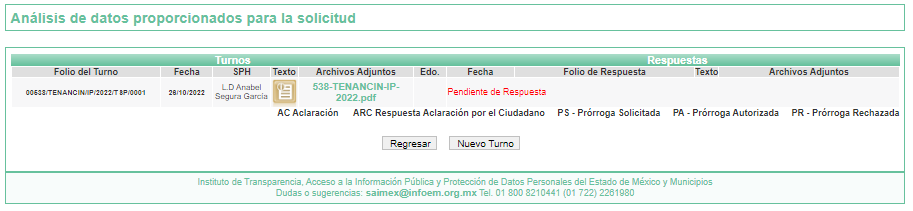 Análisis de datos proporcionados para la solicitud
Turnos Respuestas
Folio del Turno Fecha SPH Texto Archivos Adjuntos Edo. Fecha Folio de Respuesta Texto Archivos Adjuntos
00538/TENANCIN/IP/2022/TSP/0001 26/10/2022 L.D Anabel Segura García 538-TENANCIN-IP-2022.pdf Pendiente de Respuesta
AC Aclaración ARC Respuesta Aclaración por el Ciudadano PS - Prórroga Solicitada PA - Prórroga Autorizada PR - Prórroga Rechazada
Regresar Nuevo Turno
Instituto de Transparencia, Acceso a la Información Pública y Protección de Datos Personales del Estado de México y Municipios
Dudas o sugerencias: saimex@infoem.org.mx Tel. 01 800 8210441 (01 722) 2261980